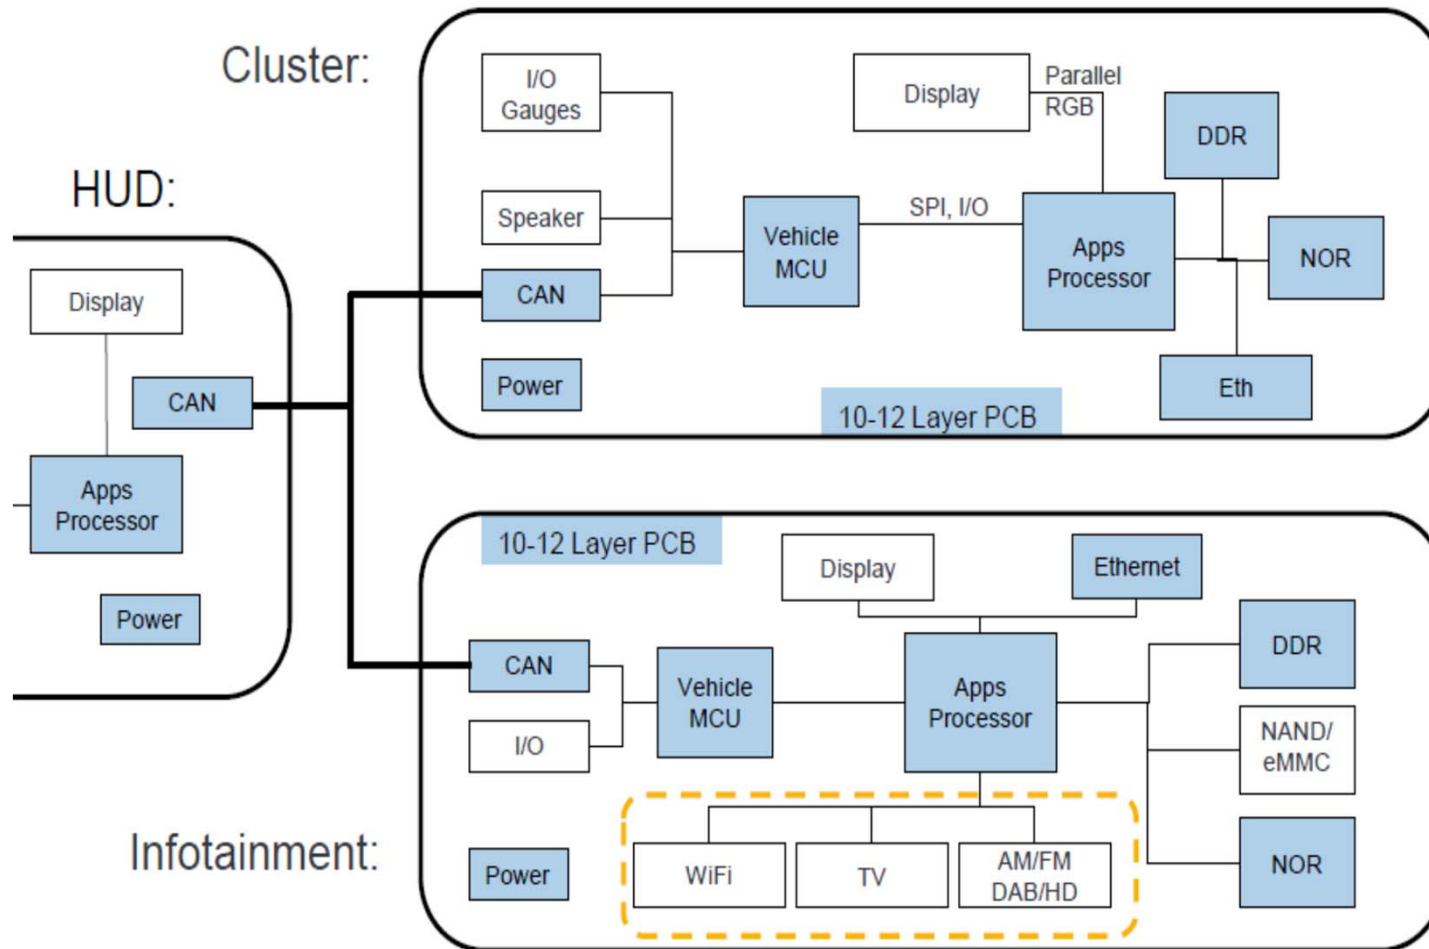 Cluster:
I/O
Gauges
Display
Parallel
RGB
DDR
Speaker
Vehicle
MCU
SPI, I/O
Apps
Processor
NOR
CAN
Power
Eth
10-12 Layer PCB
HUD:
Display
CAN
Apps
Processor
Power
10-12 Layer PCB
Display
Ethernet
CAN
Vehicle
MCU
Apps
Processor
DDR
I/O
NAND/
eMMC
Infotainment:
Power
WiFi
TV
AM/FM
DAB/HD
NOR